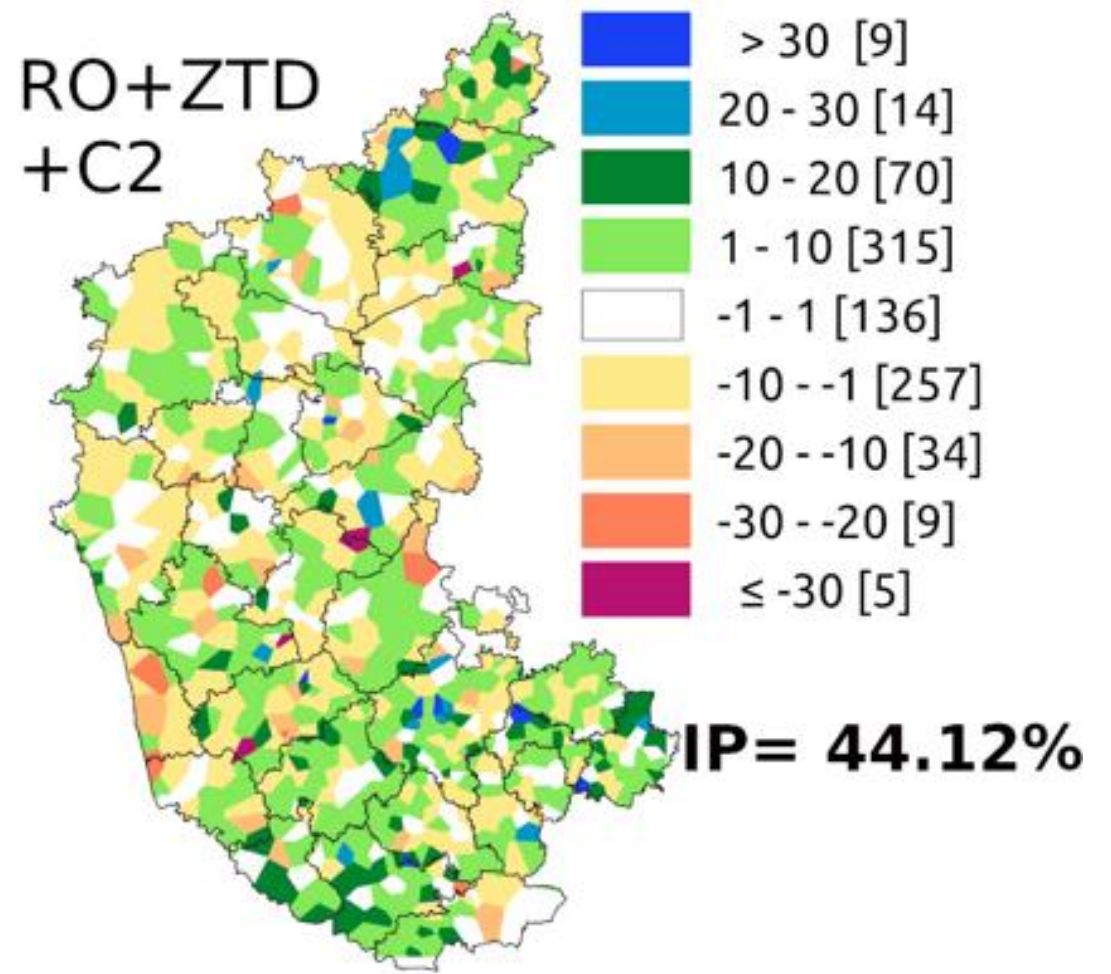 RO+ZTD
+C2
> 30 [9]
20 - 30 [14]
10 - 20 [70]
1 - 10 [315]
-1 - 1 [136]
-10 - -1 [257]
-20 - -10 [34]
-30 - -20 [9]
≤ -30 [5]
IP= 44.12%